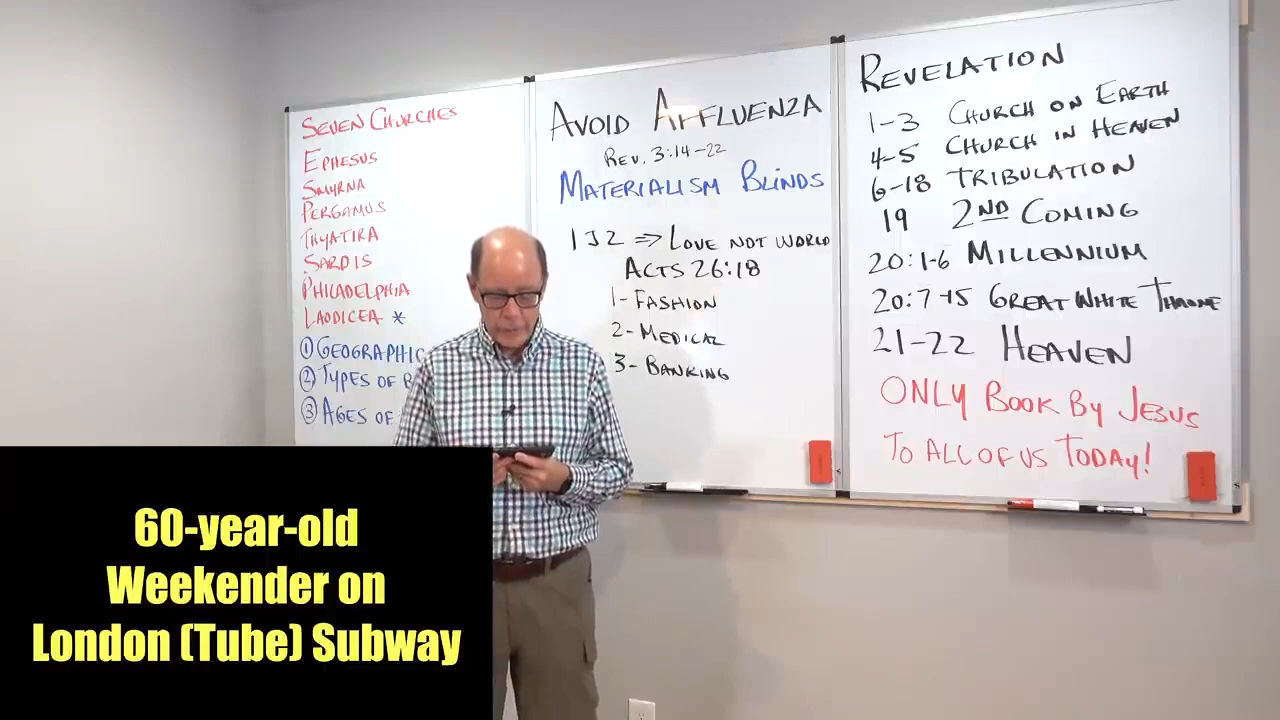 SEVEN CHURCHES
EPHESUS
SMYRNA
PERGAMUS
THYATIRA
SARDIS
PHILADELPHIA
LAODICEA *
① GEOGRAPHIC
② TYPES OF
③ AGES OF
AVOID AFFLUENZA
REV. 3:14-22
MATERIALISM BLINDS
1 J 2 ⇒ LOVE NOT WORLD
ACTS 26:18
1- FASHION
2- MEDICAL
3- BANKING
REVELATION
1-3 CHURCH ON EARTH
4-5 CHURCH IN HEAVEN
6-18 TRIBULATION
19 2ND COMING
20:1-6 MILLENNIUM
20:7-15 GREAT WHITE THRONE
21-22 HEAVEN
ONLY BOOK BY JESUS
TO ALL OF US TODAY!
60-year-old
Weekender on
London (Tube) Subway